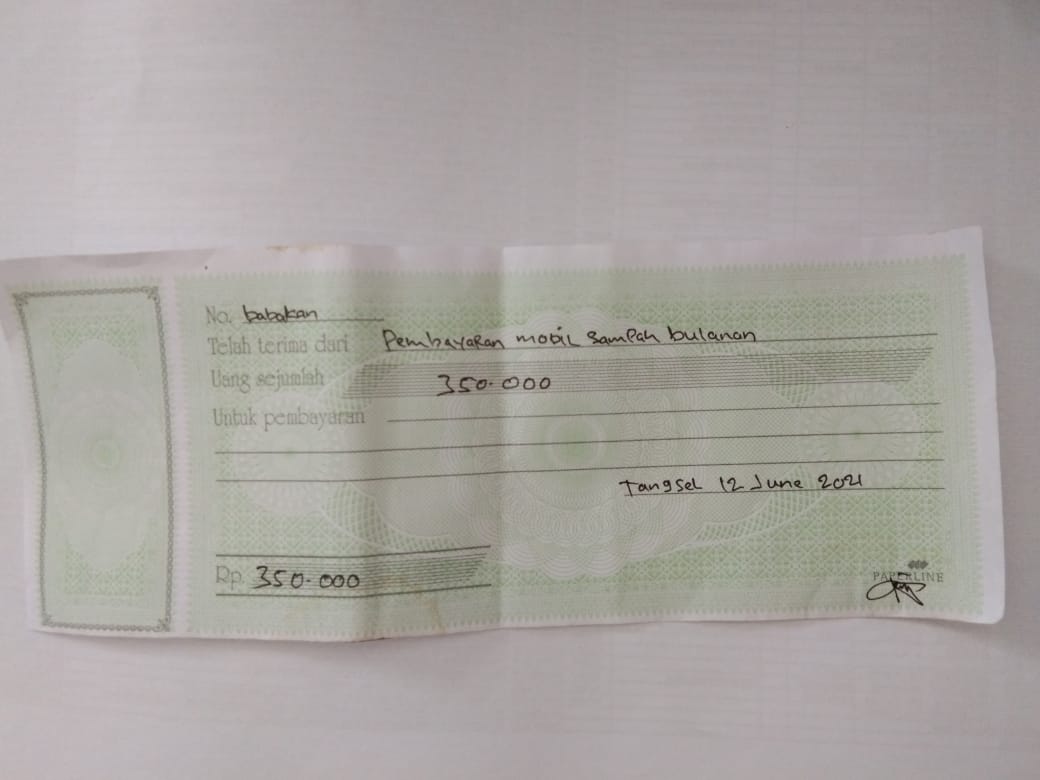 No. babakan
Telah terima dari Pembayaran mobil sampah bulanan
Uang sejumlah 350.000
Untuk pembayaran
Tangsel 12 June 2021
Rp. 350.000
PAPERLINE